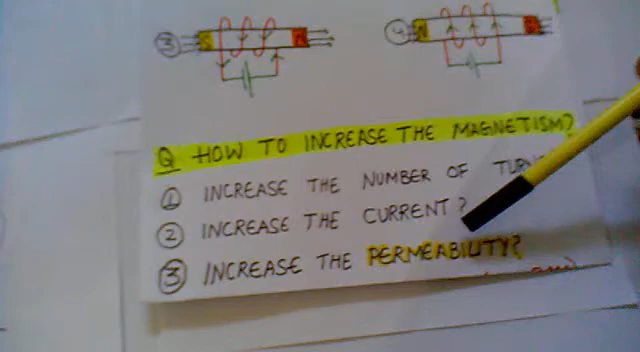 ③ S N
④ N S
Q HOW TO INCREASE THE MAGNETISM?
① INCREASE THE NUMBER OF
② INCREASE THE CURRENT?
③ INCREASE THE PERMEABILITY?